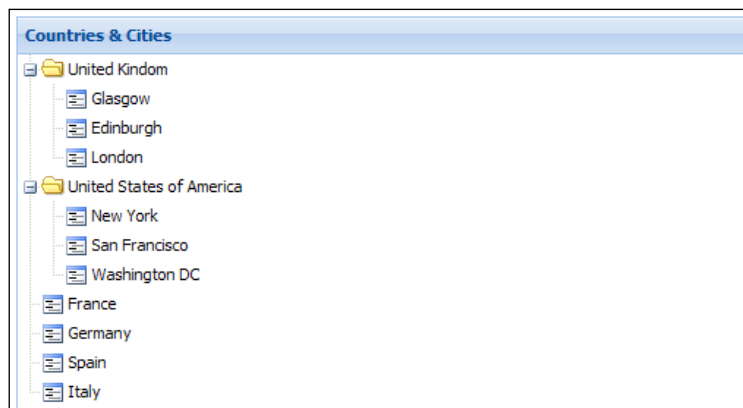 Countries & Cities
United Kindom
Glasgow
Edinburgh
London
United States of America
New York
San Francisco
Washington DC
France
Germany
Spain
Italy